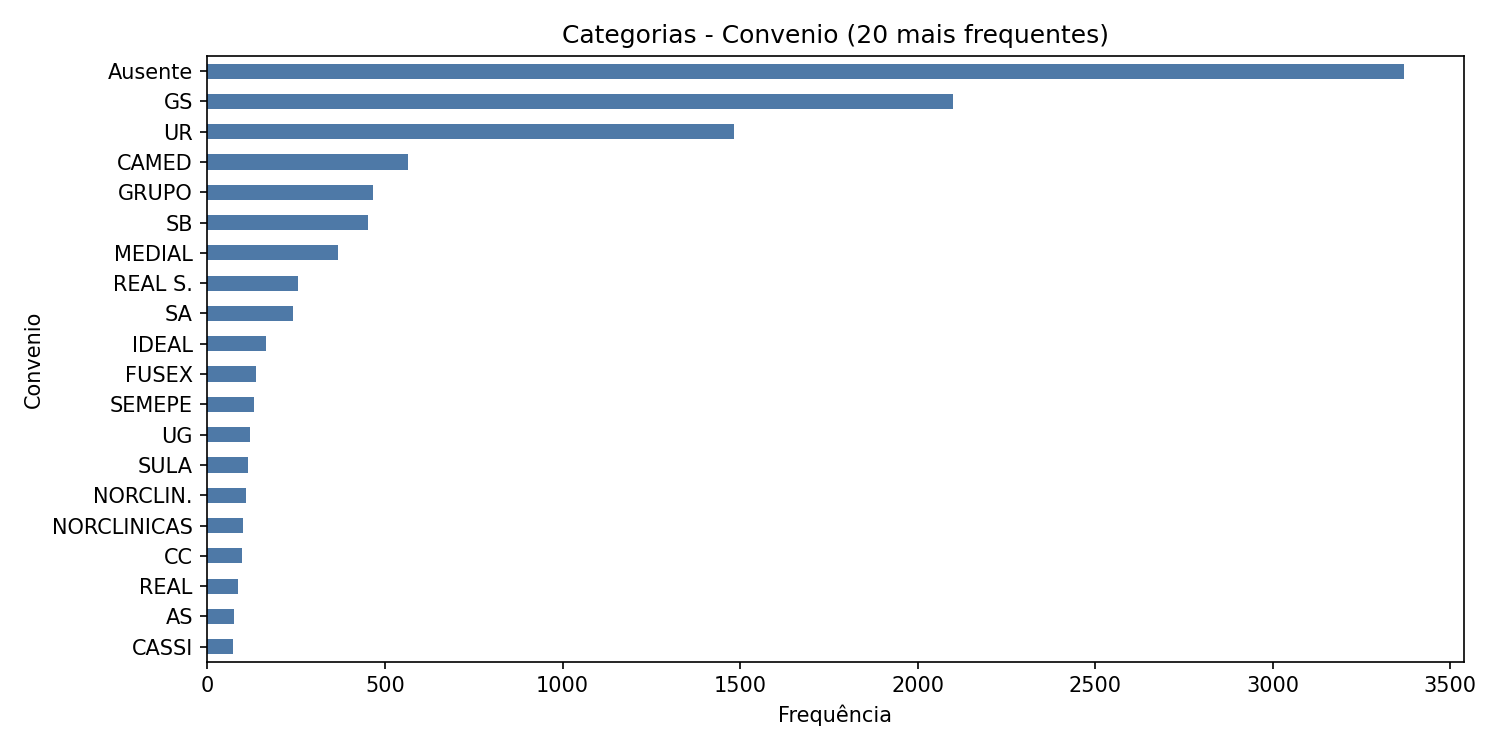 Categorias - Convenio (20 mais frequentes)
Ausente
GS
UR
CAMED
GRUPO
SB
MEDIAL
REAL S.
SA
IDEAL
FUSEX
SEMEPE
UG
SULA
NORCLIN.
NORCLINICAS
CC
REAL
AS
CASSI
Convenio
0 500 1000 1500 2000 2500 3000 3500
Frequência